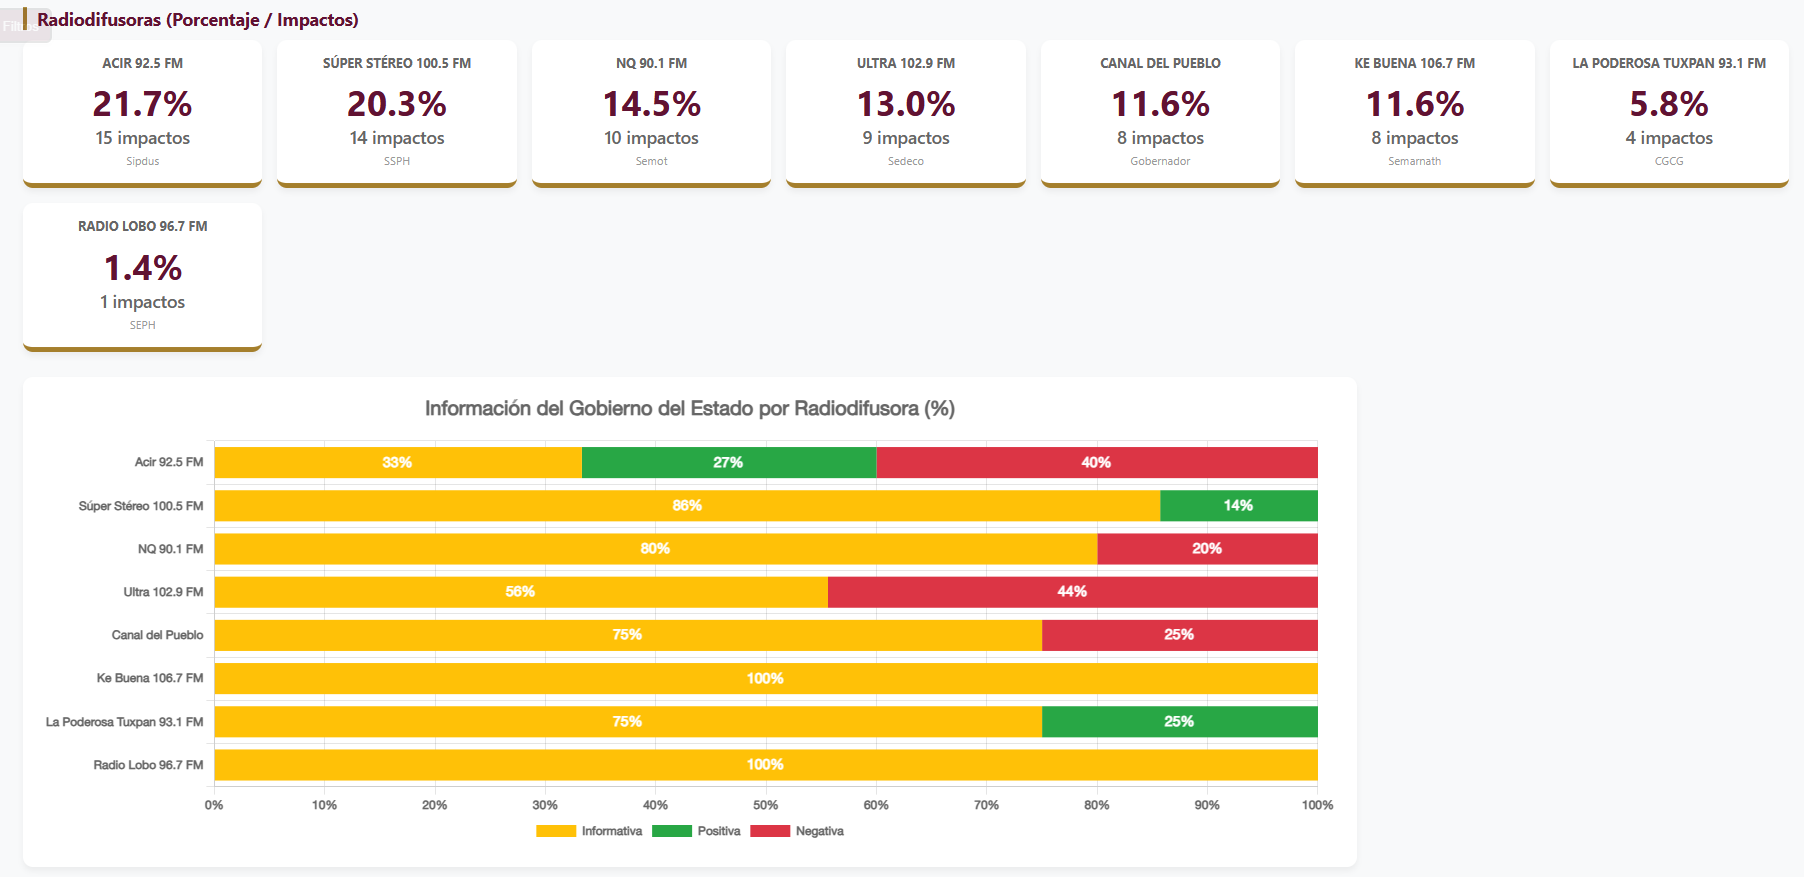 Filtros
Radiodifusoras (Porcentaje / Impactos)
ACIR 92.5 FM
21.7%
15 impactos
Sipdus
SÚPER STÉREO 100.5 FM
20.3%
14 impactos
SSPH
NQ 90.1 FM
14.5%
10 impactos
Semot
ULTRA 102.9 FM
13.0%
9 impactos
Sedeco
CANAL DEL PUEBLO
11.6%
8 impactos
Gobernador
KE BUENA 106.7 FM
11.6%
8 impactos
Semarnath
LA PODEROSA TUXPAN 93.1 FM
5.8%
4 impactos
CGCG
RADIO LOBO 96.7 FM
1.4%
1 impactos
SEPH
Información del Gobierno del Estado por Radiodifusora (%)
Acir 92.5 FM 33% 27% 40%
Súper Stéreo 100.5 FM 86% 14%
NQ 90.1 FM 80% 20%
Ultra 102.9 FM 56% 44%
Canal del Pueblo 75% 25%
Ke Buena 106.7 FM 100%
La Poderosa Tuxpan 93.1 FM 75% 25%
Radio Lobo 96.7 FM 100%
0% 10% 20% 30% 40% 50% 60% 70% 80% 90% 100%
Informativa Positiva Negativa